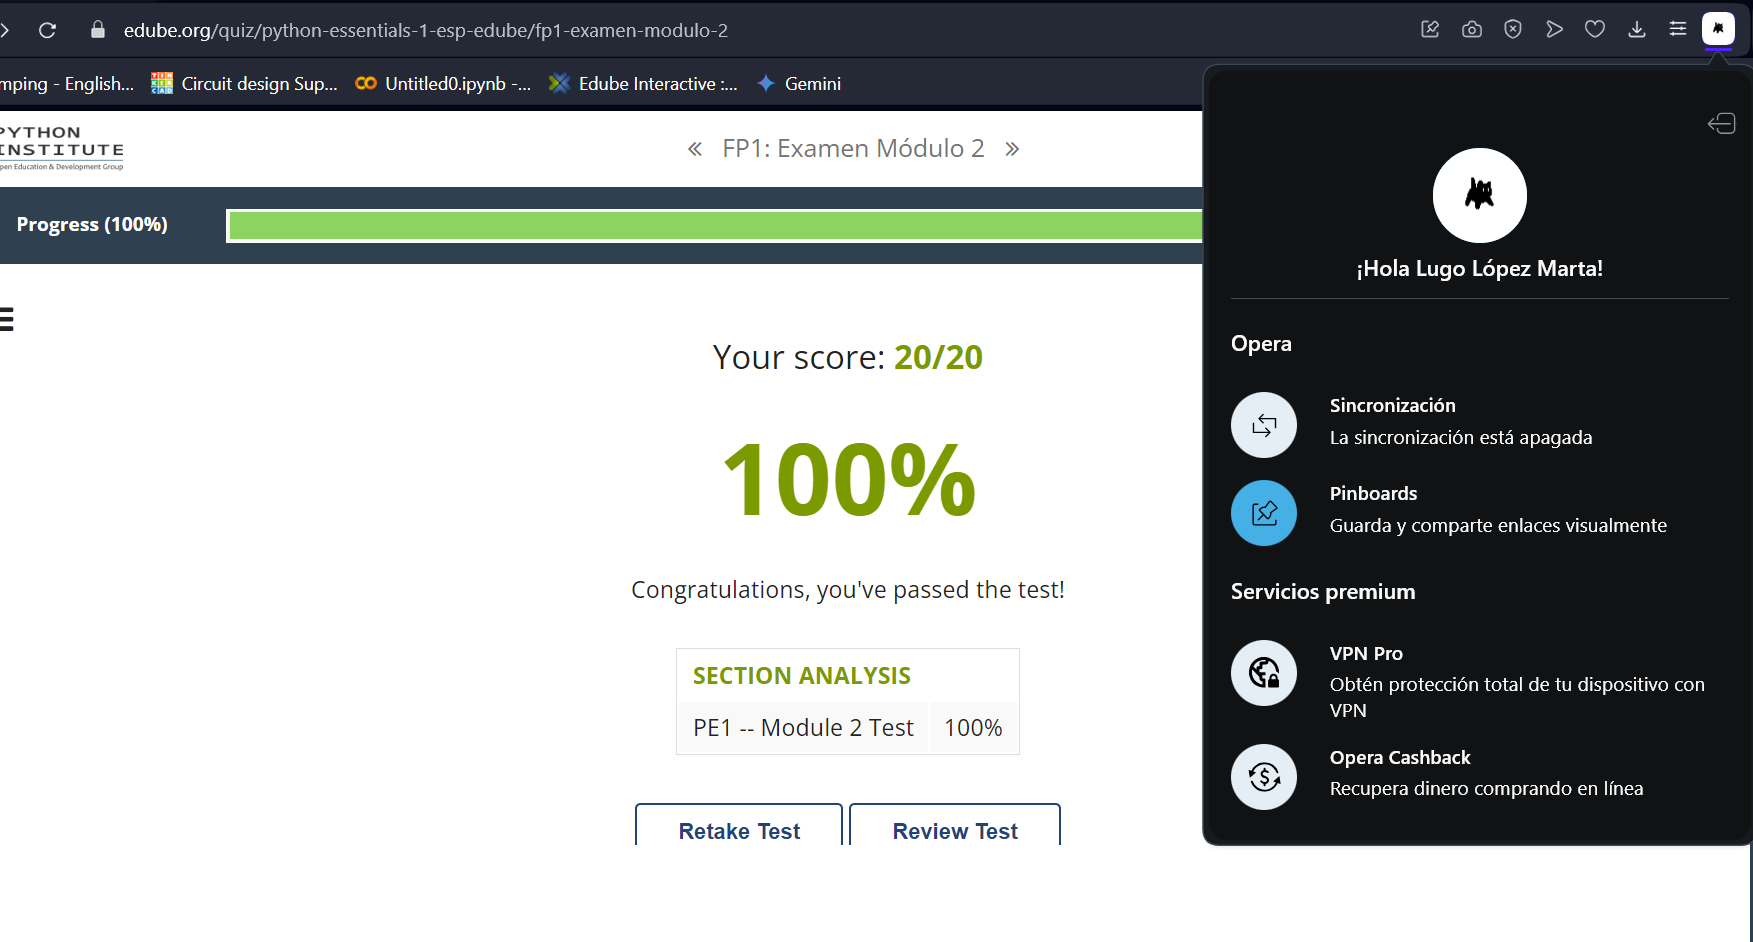 edube.org/quiz/python-essentials-1-esp-edube/fp1-examen-modulo-2
mping - English...
Circuit design Sup...
Untitled0.ipynb -...
Edube Interactive :...
Gemini
PYTHON
INSTITUTE
pen Education & Development Group
« FP1: Examen Módulo 2 »
Progress (100%)
Your score: 20/20
100%
Congratulations, you've passed the test!
SECTION ANALYSIS
PE1 -- Module 2 Test 100%
Retake Test
Review Test
¡Hola Lugo López Marta!
Opera
Sincronización
La sincronización está apagada
Pinboards
Guarda y comparte enlaces visualmente
Servicios premium
VPN Pro
Obtén protección total de tu dispositivo con
VPN
Opera Cashback
Recupera dinero comprando en línea